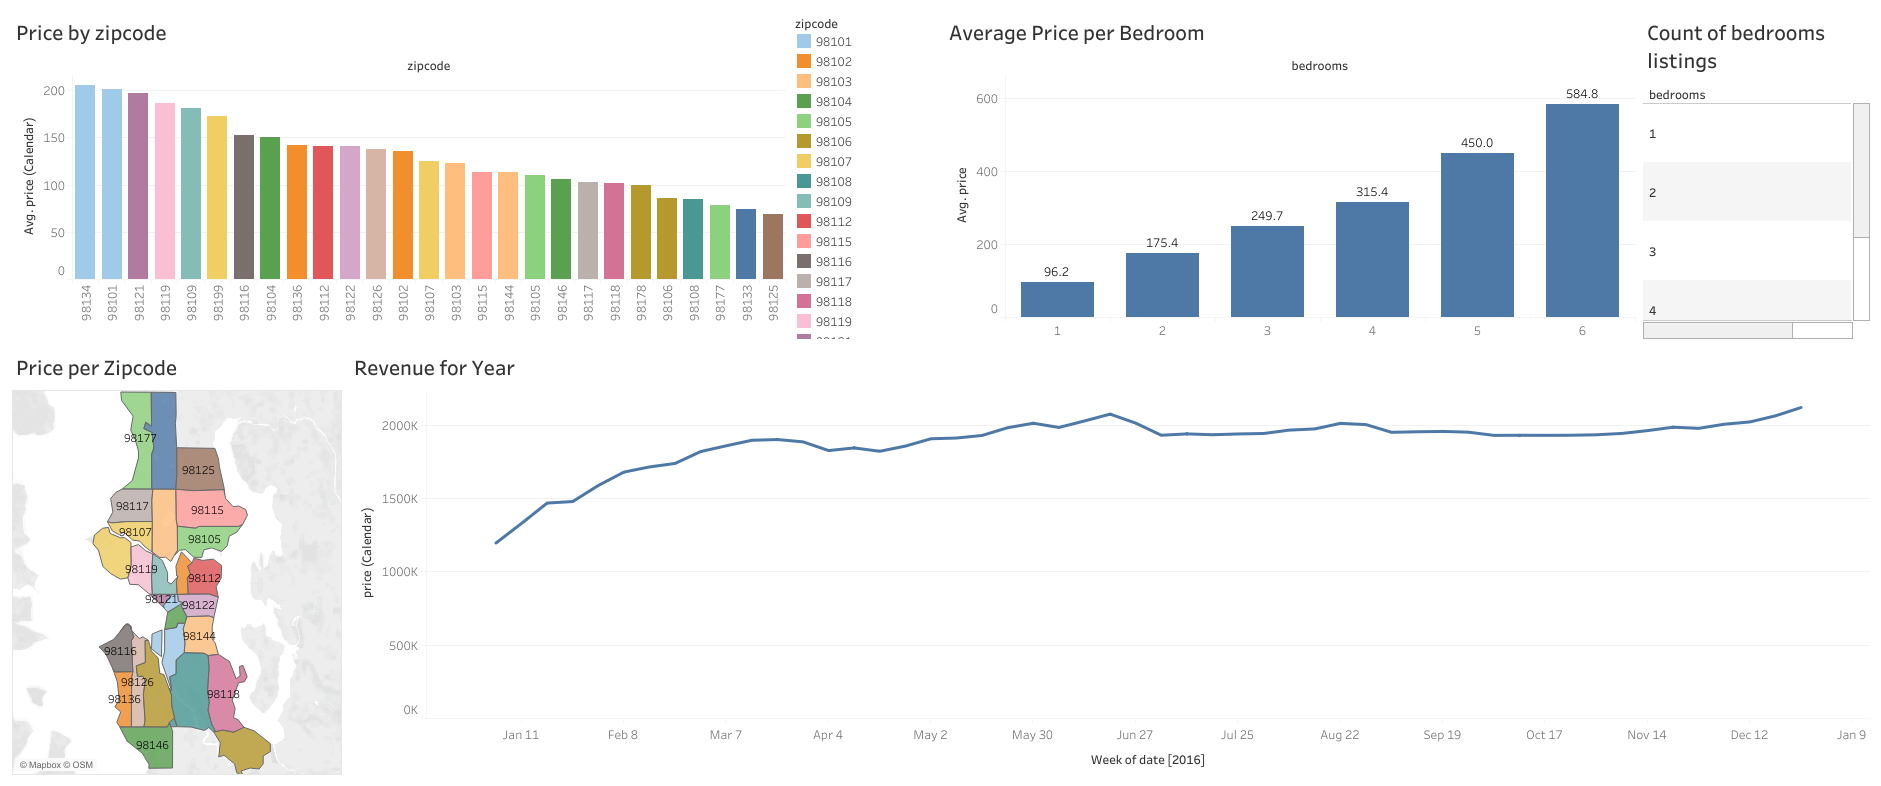 Price by zipcode
zipcode
Avg. price (Calendar)
200
150
100
50
0
98134 98101 98121 98119 98109 98199 98116 98104 98136 98112 98122 98126 98102 98107 98103 98115 98144 98105 98146 98117 98118 98178 98106 98108 98177 98133 98125
zipcode
98101
98102
98103
98104
98105
98106
98107
98108
98109
98112
98115
98116
98117
98118
98119
Average Price per Bedroom
bedrooms
Avg. price
600
400
200
0
96.2
175.4
249.7
315.4
450.0
584.8
1 2 3 4 5 6
Count of bedrooms
listings
bedrooms
1
2
3
4
Price per Zipcode
98177
98125
98117
98115
98107
98105
98119
98112
98121
98122
98144
98116
98126
98136
98118
98146
© Mapbox © OSM
Revenue for Year
price (Calendar)
2000K
1500K
1000K
500K
0K
Jan 11 Feb 8 Mar 7 Apr 4 May 2 May 30 Jun 27 Jul 25 Aug 22 Sep 19 Oct 17 Nov 14 Dec 12 Jan 9
Week of date [2016]